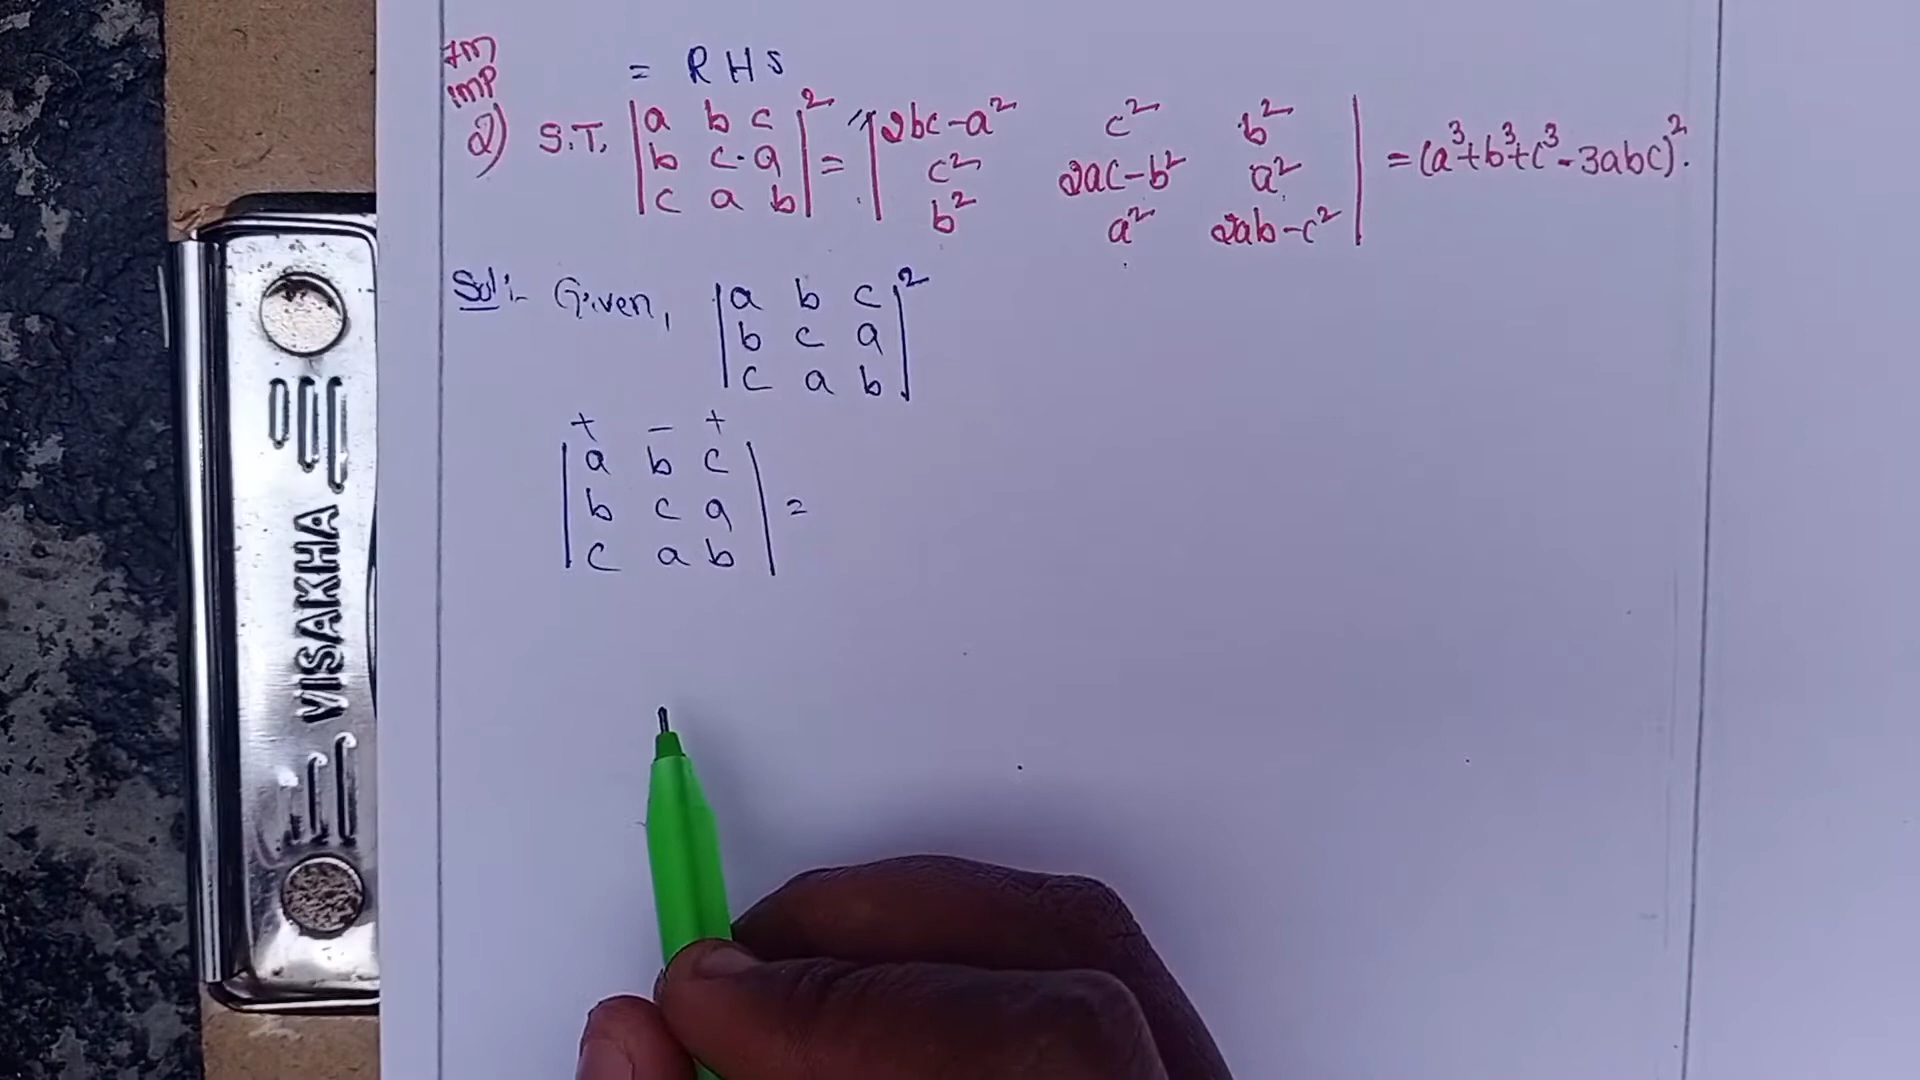 = RHS
7M
IMP
2) S.T. |a b c|² = |2bc-a² c² b²| = (a³+b³+c³-3abc)².
|b c a| |c² 2ac-b² a²|
|c a b| |b² a² 2ab-c²|
Sol:- Given, |a b c|²
|b c a|
|c a b|
+ - +
|a b c|
|b c a| =
|c a b|
VISAKHA